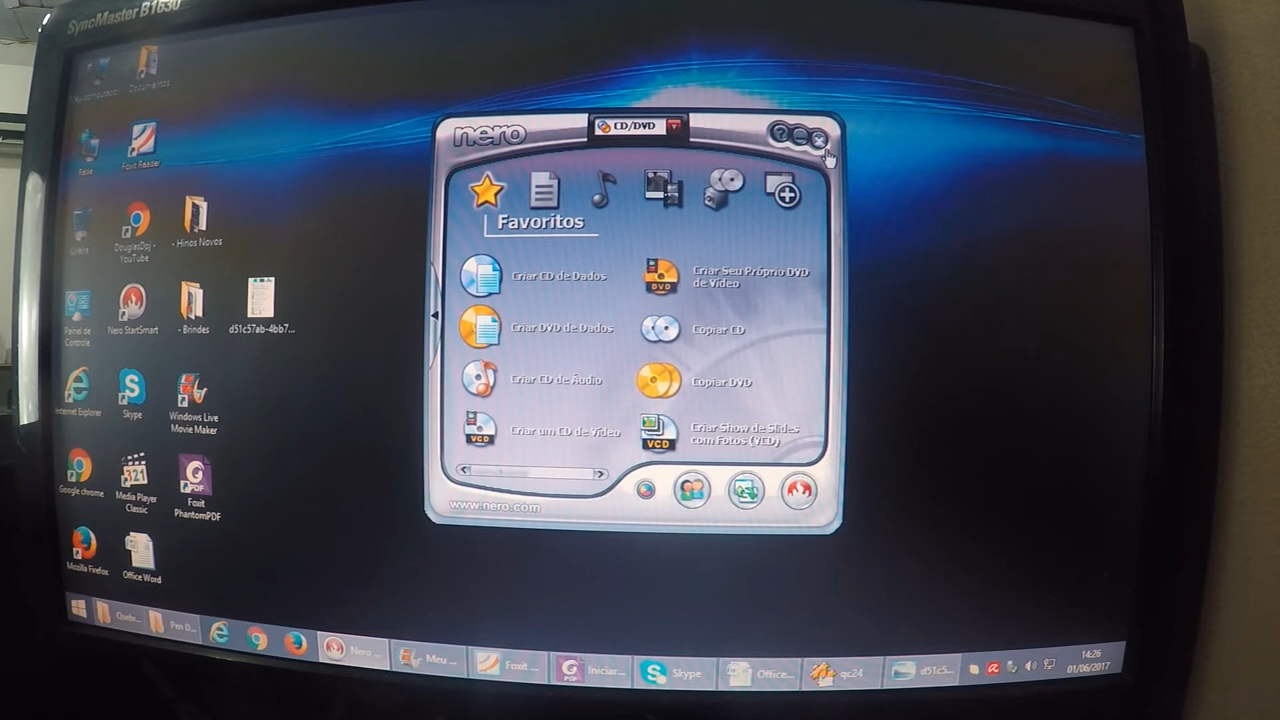 SyncMaster B1630
Documentos
Rede
Foxit Reader
Lixeira
DouglasDpj -
YouTube
- Hinos Novos
Painel de
Controle
Nero StartSmart
- Brindes
d51c57ab-4bb7...
Internet Explorer
Skype
Windows Live
Movie Maker
Google chrome
Media Player
Classic
Foxit
PhantomPDF
Mozilla Firefox
Office Word
nero
CD/DVD
Favoritos
Criar CD de Dados
Criar Seu Próprio DVD
de Vídeo
Criar DVD de Dados
Copiar CD
Criar CD de Áudio
Copiar DVD
Criar um CD de Vídeo
Criar Show de Slides
com Fotos (VCD)
www.nero.com
Queb...
Pen D...
Nero ...
Meu ...
Foxit ...
Iniciar...
Skype
Office...
qc24
d51c5...
14:26
01/06/2017